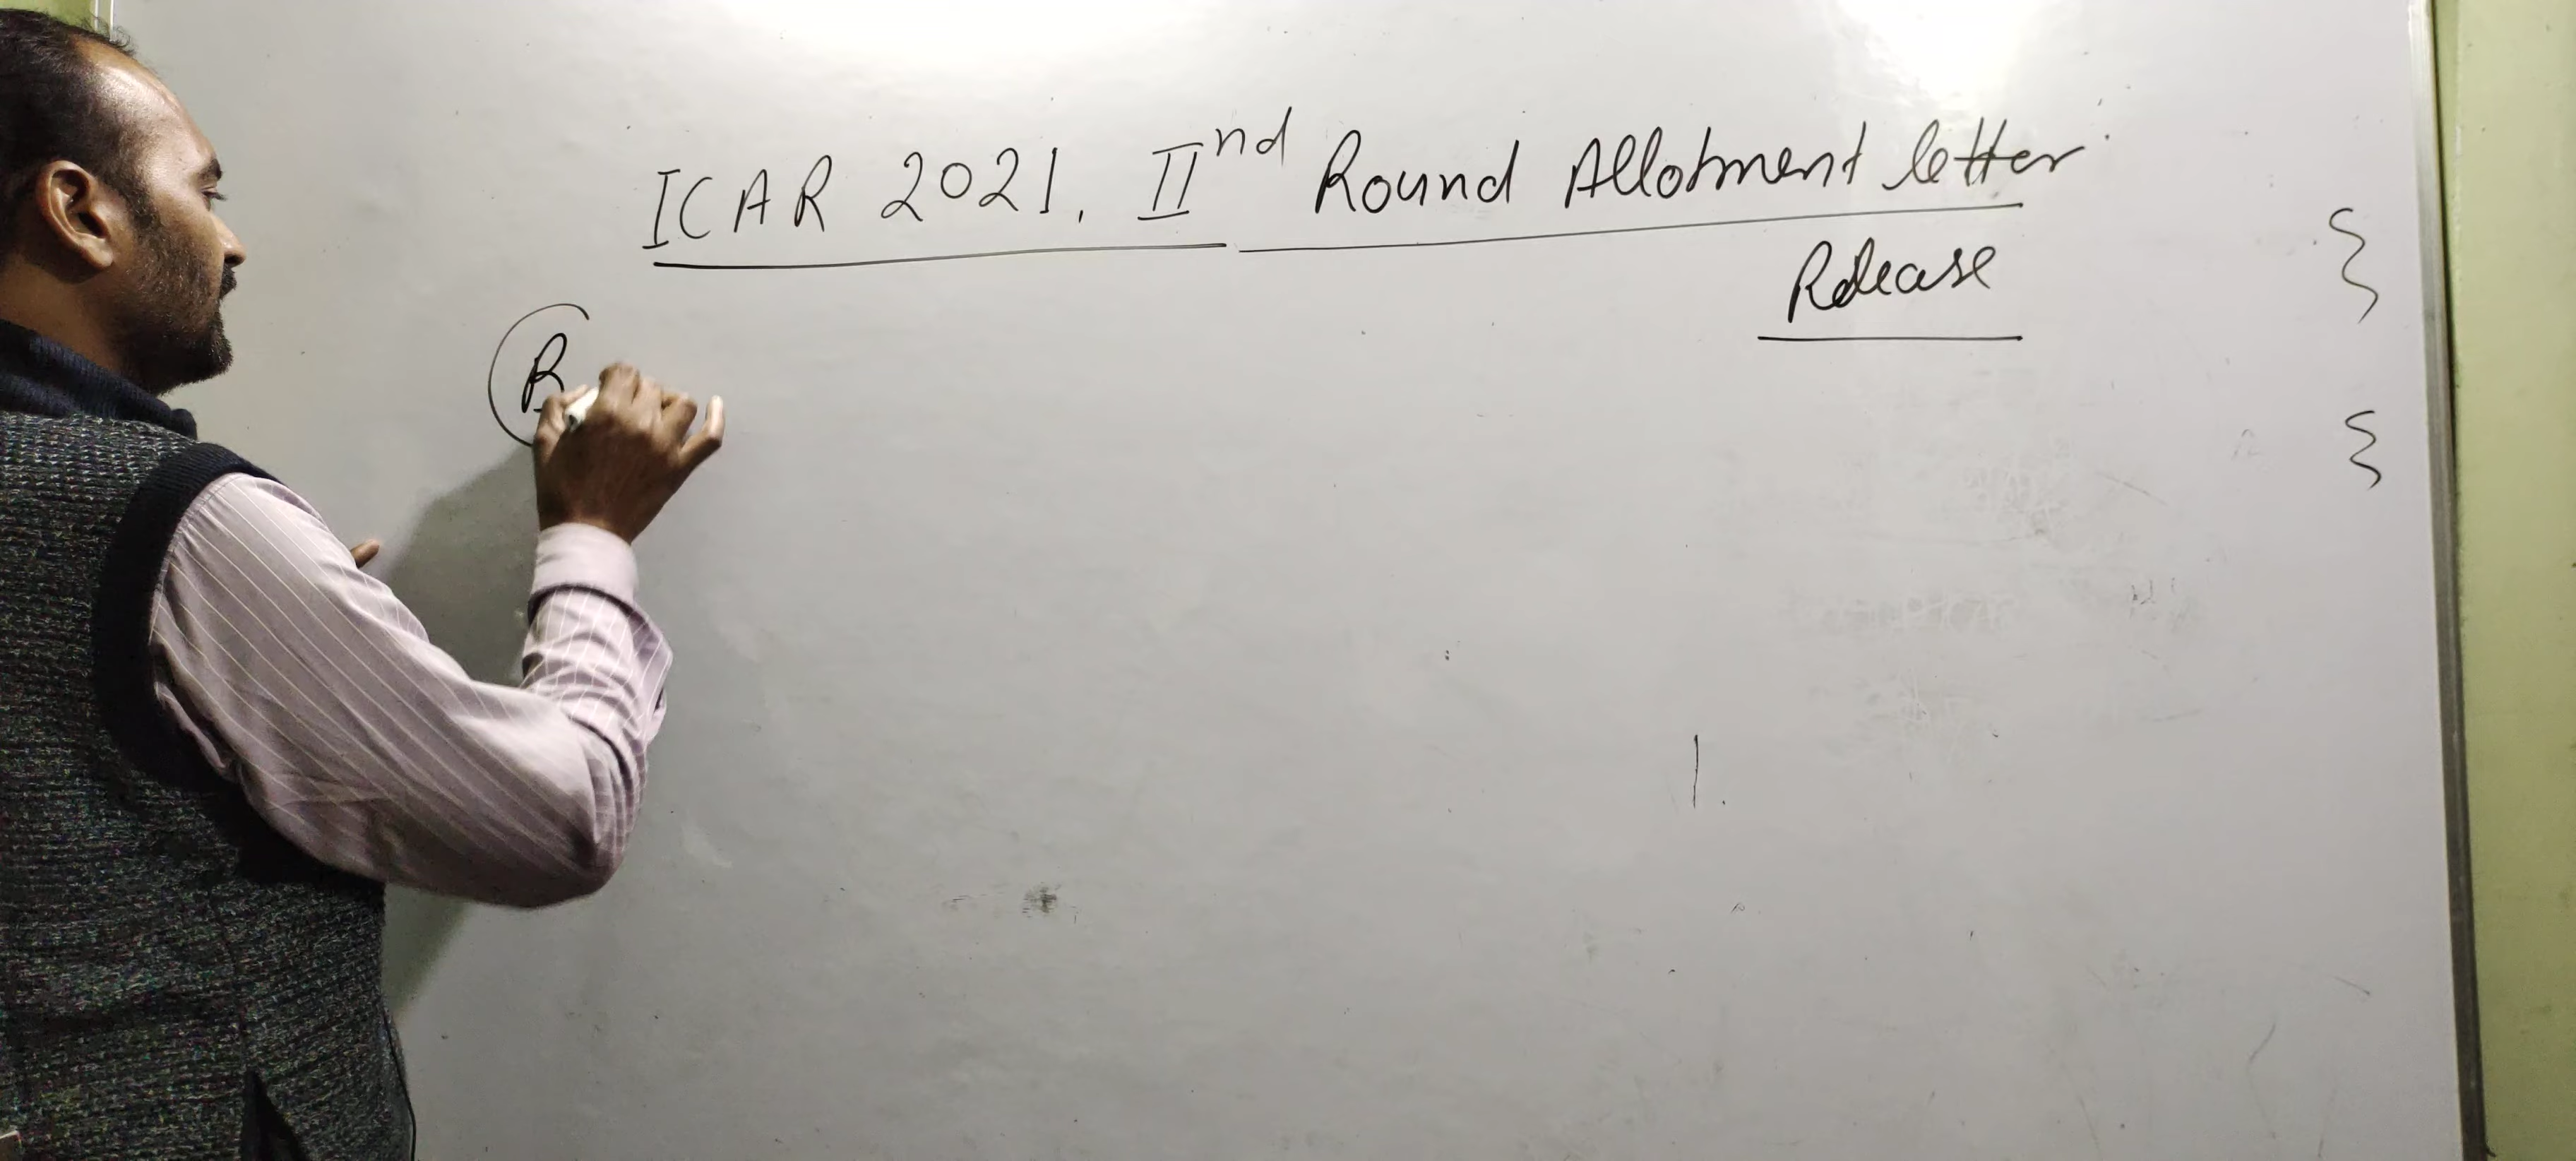 ICAR 2021. IInd Round Allotment letter
Release
B